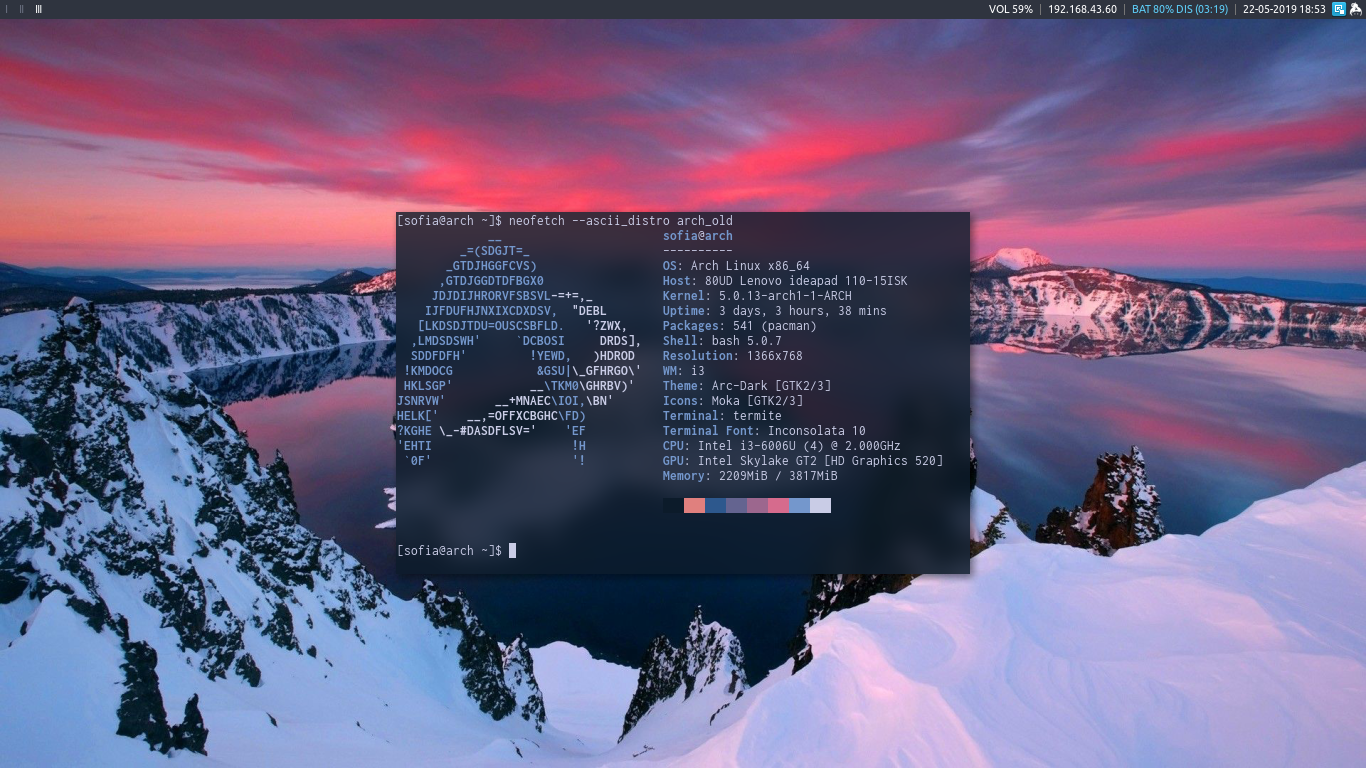 I II III VOL 59% | 192.168.43.60 | BAT 80% DIS (03:19) | 22-05-2019 18:53
[sofia@arch ~]$ neofetch --ascii_distro arch_old
__ sofia@arch
_=(SDGJT=_ ----------
_GTDJHGGFCVS) OS: Arch Linux x86_64
,GTDJGGDTDFBGX0 Host: 80UD Lenovo ideapad 110-15ISK
JDJDIJHRORVFSBSVL-=+=,_ Kernel: 5.0.13-arch1-1-ARCH
IJFDUFHJNXIXCDXDSV, "DEBL Uptime: 3 days, 3 hours, 38 mins
[LKDSDJTDU=OUSCSBFLD. '?ZWX, Packages: 541 (pacman)
,LMDSDSWH' `DCBOSI DRDS], Shell: bash 5.0.7
SDDFDFH' !YEWD, )HDROD Resolution: 1366x768
!KMDOCG &GSU|\_GFHRGO\' WM: i3
HKLSGP' __\TKM0\GHRBV)' Theme: Arc-Dark [GTK2/3]
JSNRVW' __+MNAEC\IOI,\BN' Icons: Moka [GTK2/3]
HELK[' __,=OFFXCBGHC\FD) Terminal: termite
?KGHE \_-#DASDFLSV=' 'EF Terminal Font: Inconsolata 10
'EHTI !H CPU: Intel i3-6006U (4) @ 2.000GHz
`0F' '! GPU: Intel Skylake GT2 [HD Graphics 520]
Memory: 2209MiB / 3817MiB
[sofia@arch ~]$